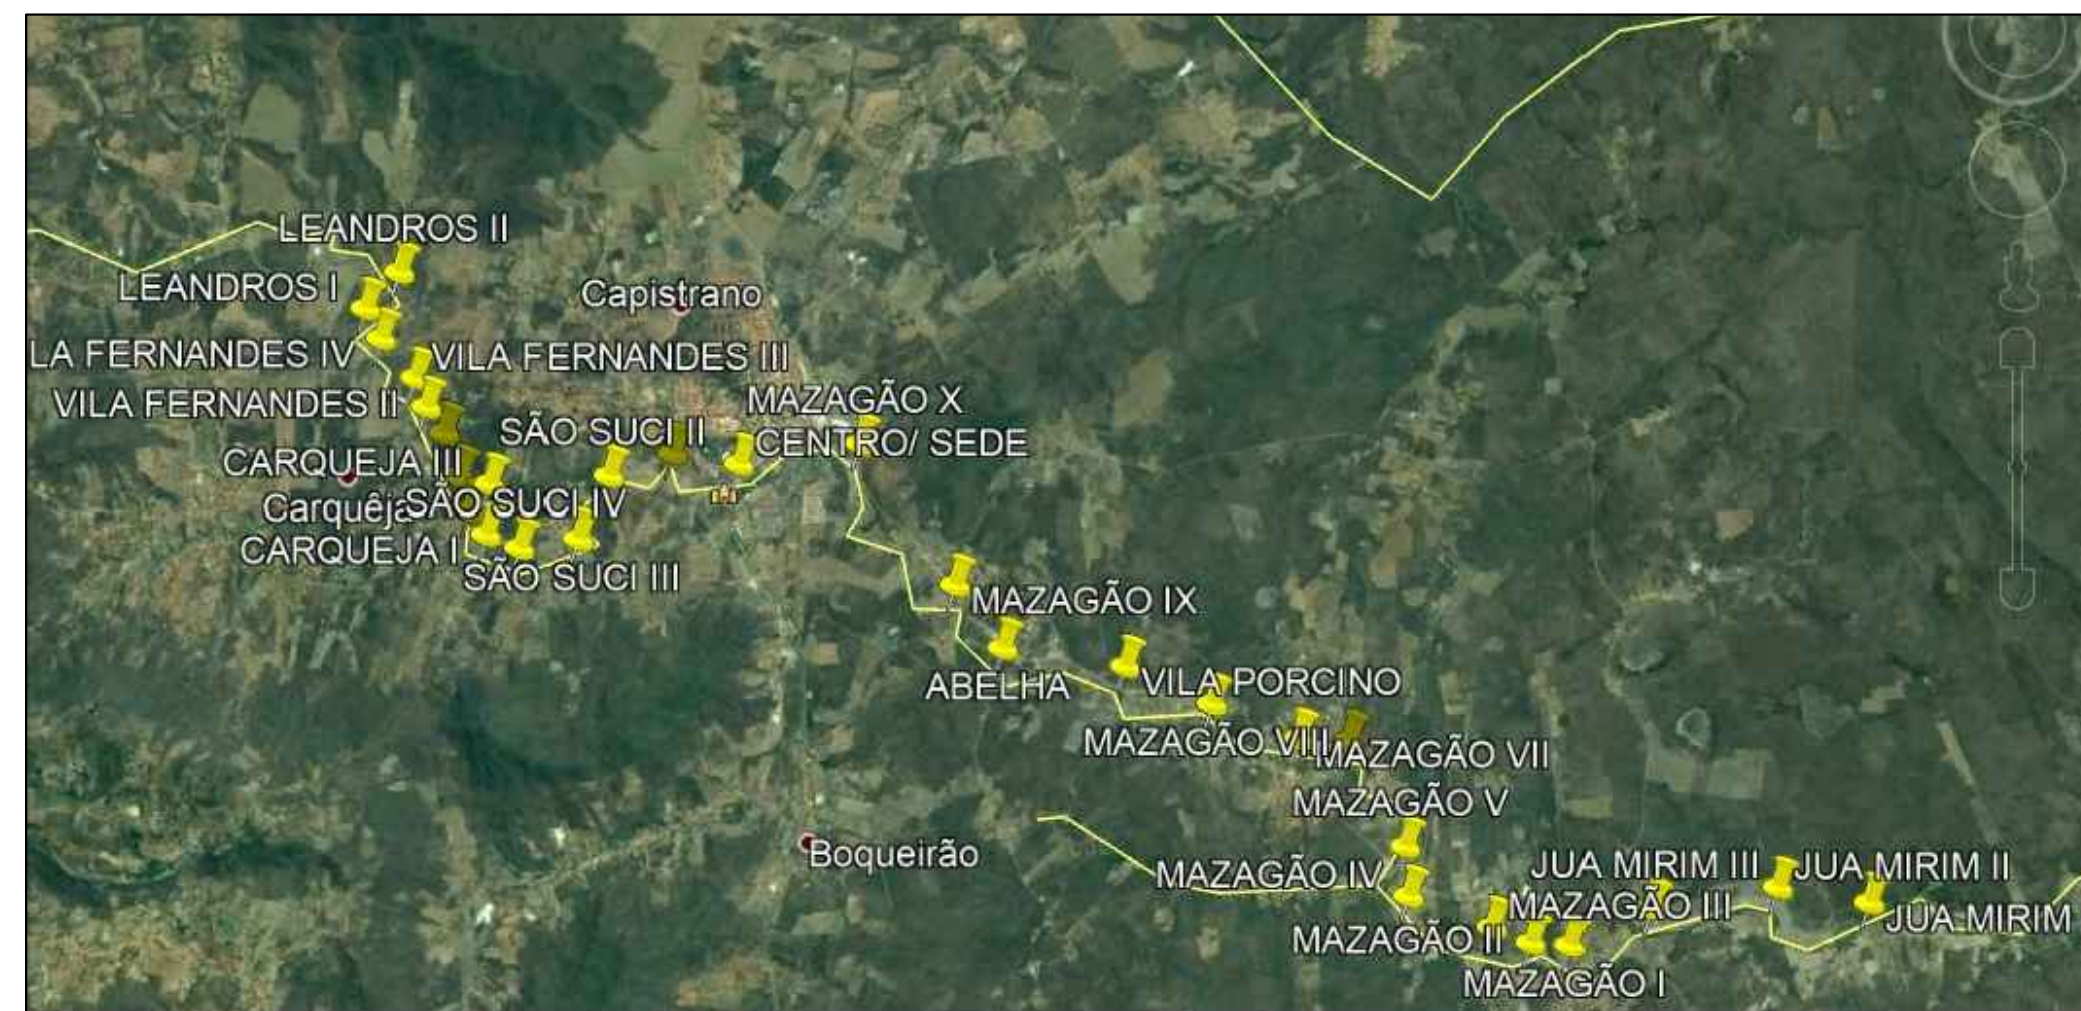 LEANDROS II
LEANDROS I
Capistrano
LA FERNANDES IV
VILA FERNANDES III
VILA FERNANDES II
MAZAGÃO X
SÃO SUCI II
CENTRO/ SEDE
CARQUEJA III
Carquêja
SÃO SUCI IV
CARQUEJA I
SÃO SUCI III
MAZAGÃO IX
ABELHA
VILA PORCINO
MAZAGÃO VIII
MAZAGÃO VII
MAZAGÃO V
Boqueirão
MAZAGÃO IV
JUA MIRIM III
JUA MIRIM II
MAZAGÃO III
JUA MIRIM
MAZAGÃO II
MAZAGÃO I